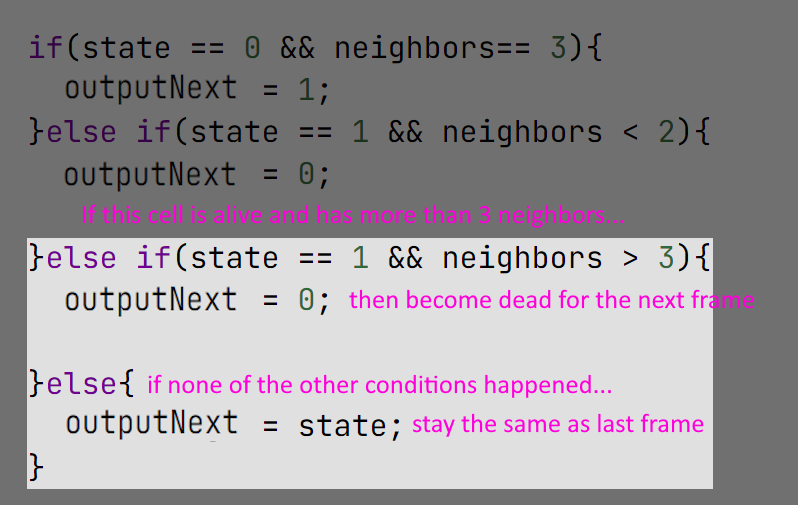 if(state == 0 && neighbors== 3){
outputNext = 1;
}else if(state == 1 && neighbors < 2){
outputNext = 0;
If this cell is alive and has more than 3 neighbors...
}else if(state == 1 && neighbors > 3){
outputNext = 0; then become dead for the next frame
}else{ if none of the other conditions happened...
outputNext = state; stay the same as last frame
}